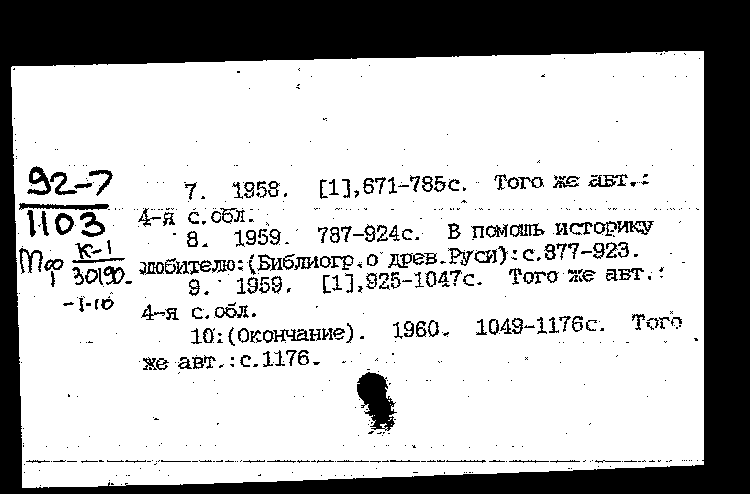 92-7
1103
Мф К-1
1 30190-
-1-10
7. 1958. [1],671-785с. Того же авт.:
4-я с.обл.
8. 1959. 787-924с. В помощь историку
любителю:(Библиогр.о древ.Руси):с.877-923.
9. 1959. [1],925-1047с. Того же авт.:
4-я с.обл.
10:(Окончание). 1960. 1049-1176с. Того
же авт.:с.1176.